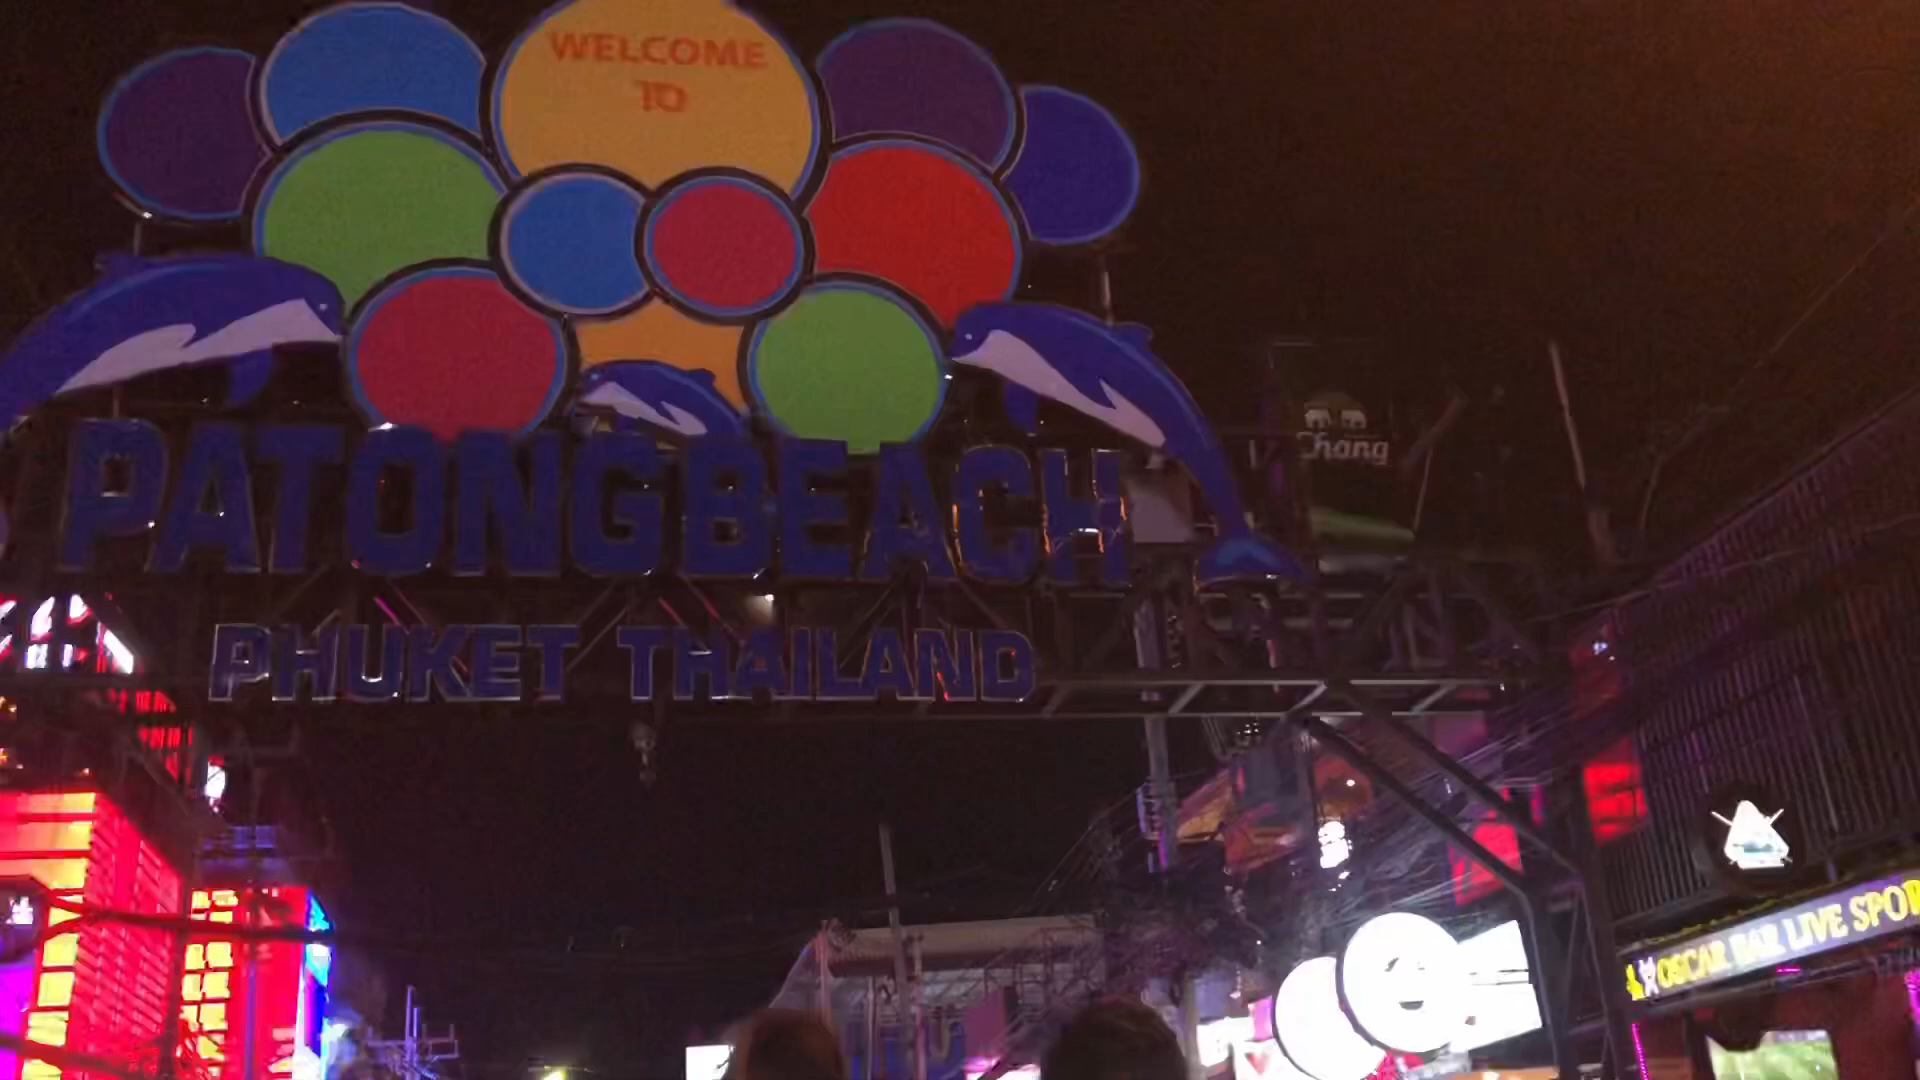 WELCOME
TO
PATONGBEACH
PHUKET THAILAND
Chang
OSCAR BAR LIVE SPOR